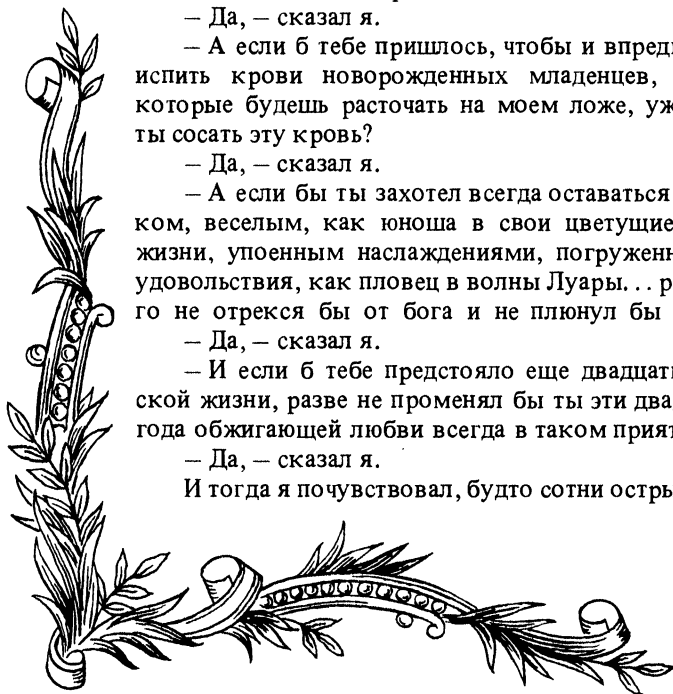 – Да, – сказал я.
– А если б тебе пришлось, чтобы и впредь
испить крови новорожденных младенцев,
которые будешь расточать на моем ложе, уж
ты сосать эту кровь?
– Да, – сказал я.
– А если бы ты захотел всегда оставаться
ком, веселым, как юноша в свои цветущие
жизни, упоенным наслаждениями, погружен
удовольствия, как пловец в волны Луары... р
го не отрекся бы от бога и не плюнул бы
– Да, – сказал я.
– И если б тебе предстояло еще двадцат
ской жизни, разве не променял бы ты эти два
года обжигающей любви всегда в таком прият
– Да, – сказал я.
И тогда я почувствовал, будто сотни остры